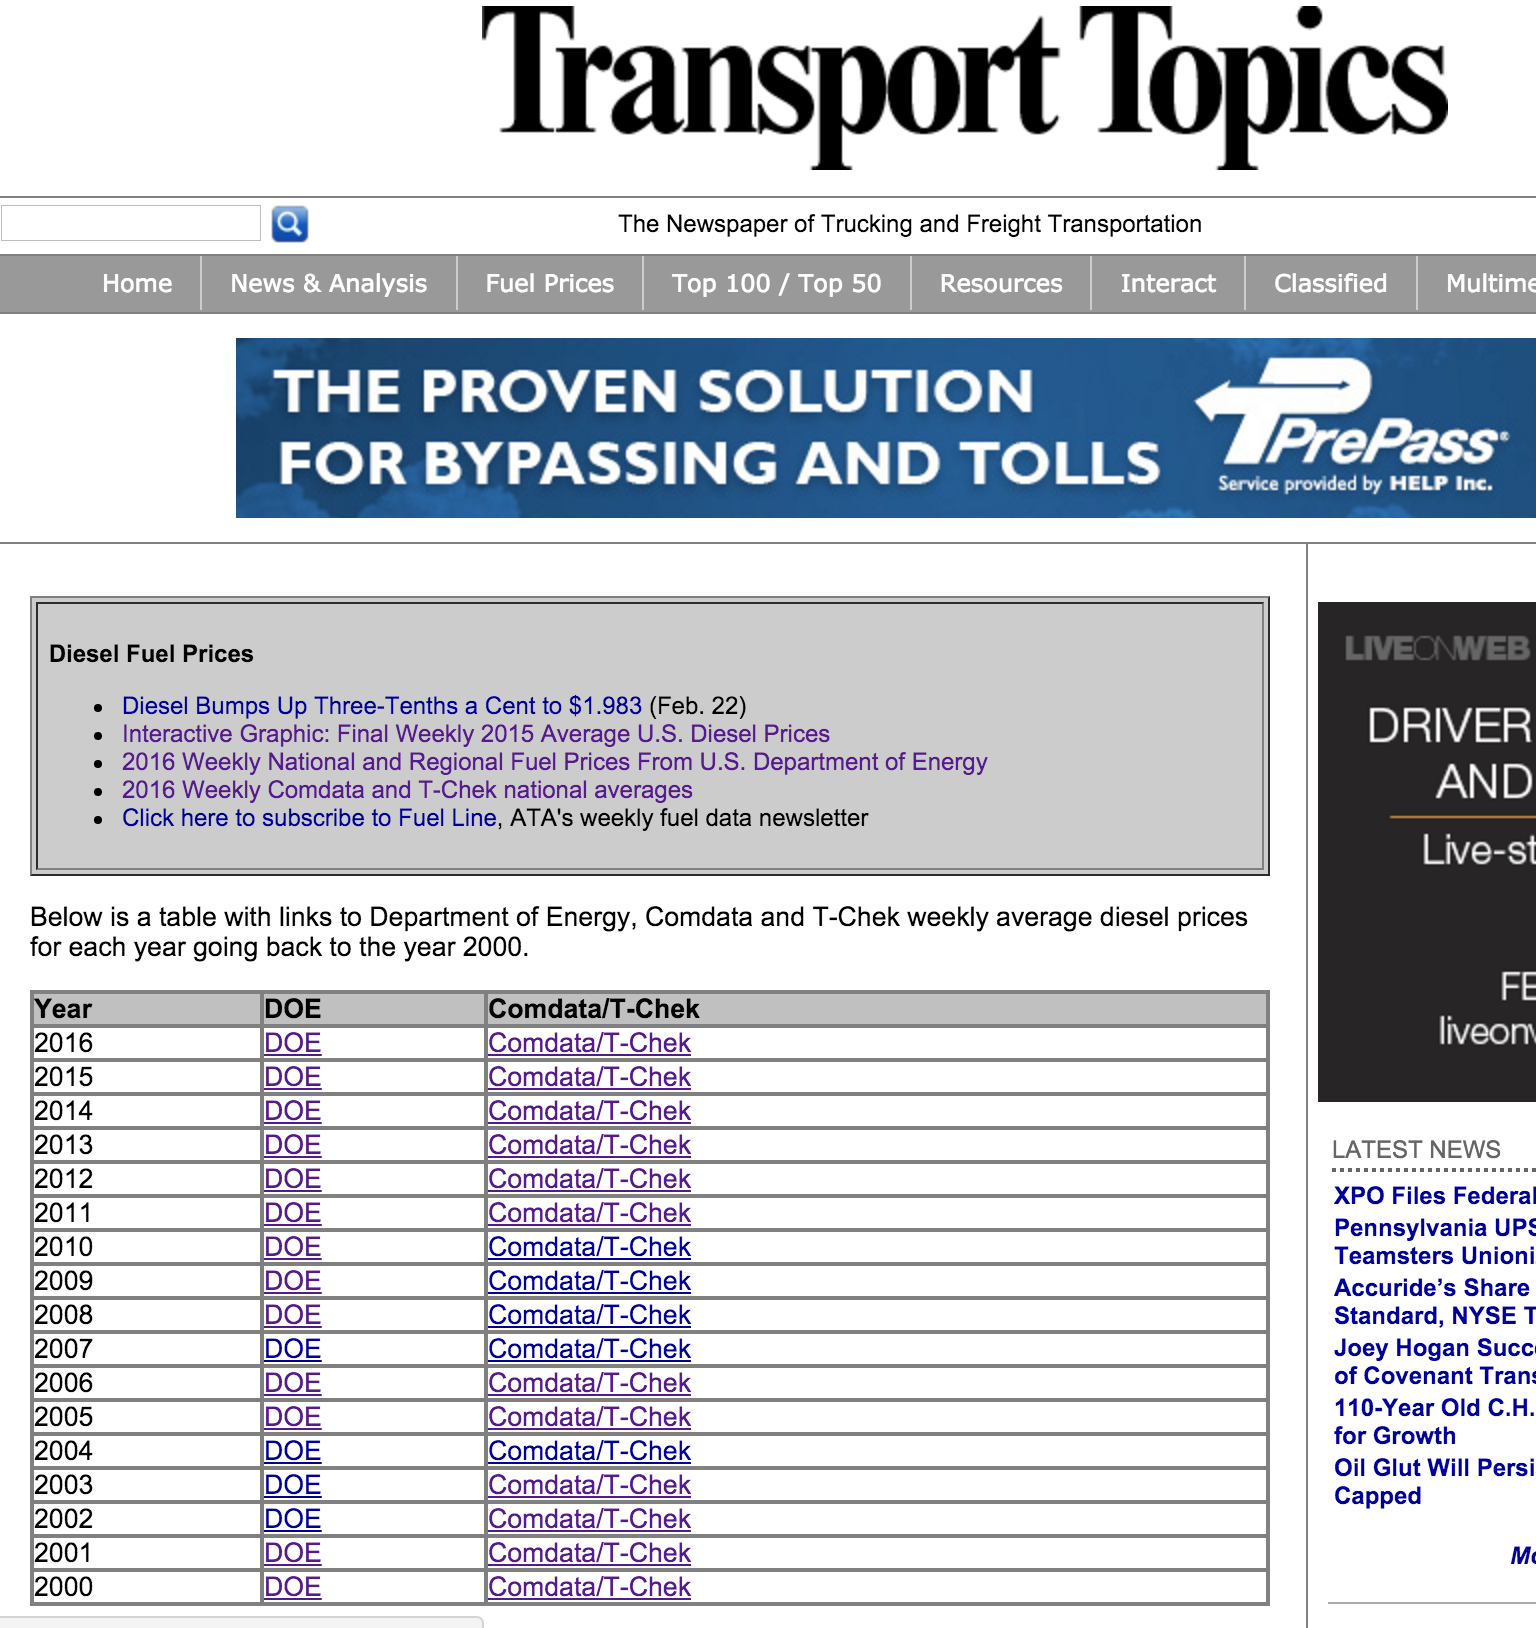 Transport Topics
The Newspaper of Trucking and Freight Transportation
Home News & Analysis Fuel Prices Top 100 / Top 50 Resources Interact Classified Multime
THE PROVEN SOLUTION
FOR BYPASSING AND TOLLS
PrePass®
Service provided by HELP Inc.
Diesel Fuel Prices
• Diesel Bumps Up Three-Tenths a Cent to $1.983 (Feb. 22)
• Interactive Graphic: Final Weekly 2015 Average U.S. Diesel Prices
• 2016 Weekly National and Regional Fuel Prices From U.S. Department of Energy
• 2016 Weekly Comdata and T-Chek national averages
• Click here to subscribe to Fuel Line, ATA's weekly fuel data newsletter
Below is a table with links to Department of Energy, Comdata and T-Chek weekly average diesel prices
for each year going back to the year 2000.
Year DOE Comdata/T-Chek
2016 DOE Comdata/T-Chek
2015 DOE Comdata/T-Chek
2014 DOE Comdata/T-Chek
2013 DOE Comdata/T-Chek
2012 DOE Comdata/T-Chek
2011 DOE Comdata/T-Chek
2010 DOE Comdata/T-Chek
2009 DOE Comdata/T-Chek
2008 DOE Comdata/T-Chek
2007 DOE Comdata/T-Chek
2006 DOE Comdata/T-Chek
2005 DOE Comdata/T-Chek
2004 DOE Comdata/T-Chek
2003 DOE Comdata/T-Chek
2002 DOE Comdata/T-Chek
2001 DOE Comdata/T-Chek
2000 DOE Comdata/T-Chek
LIVEONWEB
DRIVER
AND
Live-st
FE
liveonw
LATEST NEWS
XPO Files Federal
Pennsylvania UPS
Teamsters Unioni
Accuride’s Share
Standard, NYSE T
Joey Hogan Succe
of Covenant Trans
110-Year Old C.H.
for Growth
Oil Glut Will Persi
Capped
Mo